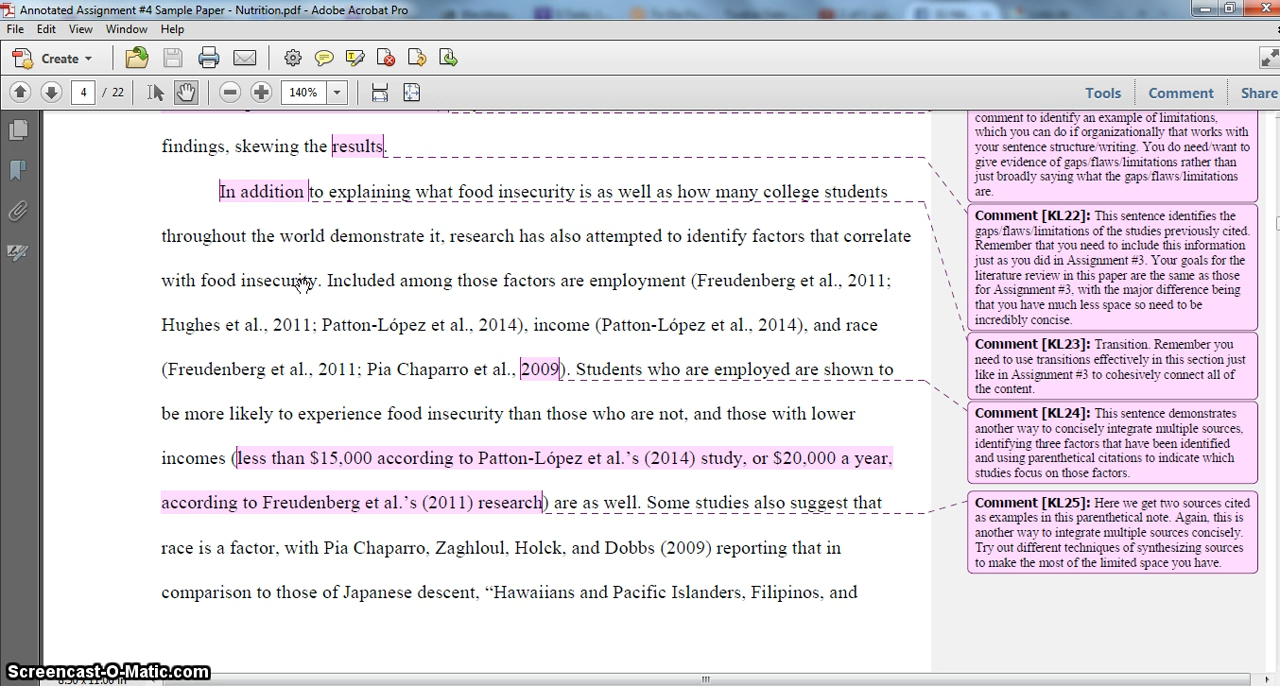 Annotated Assignment #4 Sample Paper - Nutrition.pdf - Adobe Acrobat Pro
File Edit View Window Help
Create
4 / 22 140% Tools Comment Share
findings, skewing the results.
In addition to explaining what food insecurity is as well as how many college students
throughout the world demonstrate it, research has also attempted to identify factors that correlate
with food insecurity. Included among those factors are employment (Freudenberg et al., 2011;
Hughes et al., 2011; Patton-López et al., 2014), income (Patton-López et al., 2014), and race
(Freudenberg et al., 2011; Pia Chaparro et al., 2009). Students who are employed are shown to
be more likely to experience food insecurity than those who are not, and those with lower
incomes (less than $15,000 according to Patton-López et al.’s (2014) study, or $20,000 a year,
according to Freudenberg et al.’s (2011) research) are as well. Some studies also suggest that
race is a factor, with Pia Chaparro, Zaghloul, Holck, and Dobbs (2009) reporting that in
comparison to those of Japanese descent, “Hawaiians and Pacific Islanders, Filipinos, and
comment to identify an example of limitations,
which you can do if organizationally that works with
your sentence structure/writing. You do need/want to
give evidence of gaps/flaws/limitations rather than
just broadly saying what the gaps/flaws/limitations
are.
Comment [KL22]: This sentence identifies the
gaps/flaws/limitations of the studies previously cited.
Remember that you need to include this information
just as you did in Assignment #3. Your goals for the
literature review in this paper are the same as those
for Assignment #3, with the major difference being
that you have much less space so need to be
incredibly concise.
Comment [KL23]: Transition. Remember you
need to use transitions effectively in this section just
like in Assignment #3 to cohesively connect all of
the content.
Comment [KL24]: This sentence demonstrates
another way to concisely integrate multiple sources,
identifying three factors that have been identified
and using parenthetical citations to indicate which
studies focus on those factors.
Comment [KL25]: Here we get two sources cited
as examples in this parenthetical note. Again, this is
another way to integrate multiple sources concisely.
Try out different techniques of synthesizing sources
to make the most of the limited space you have.
Screencast-O-Matic.com